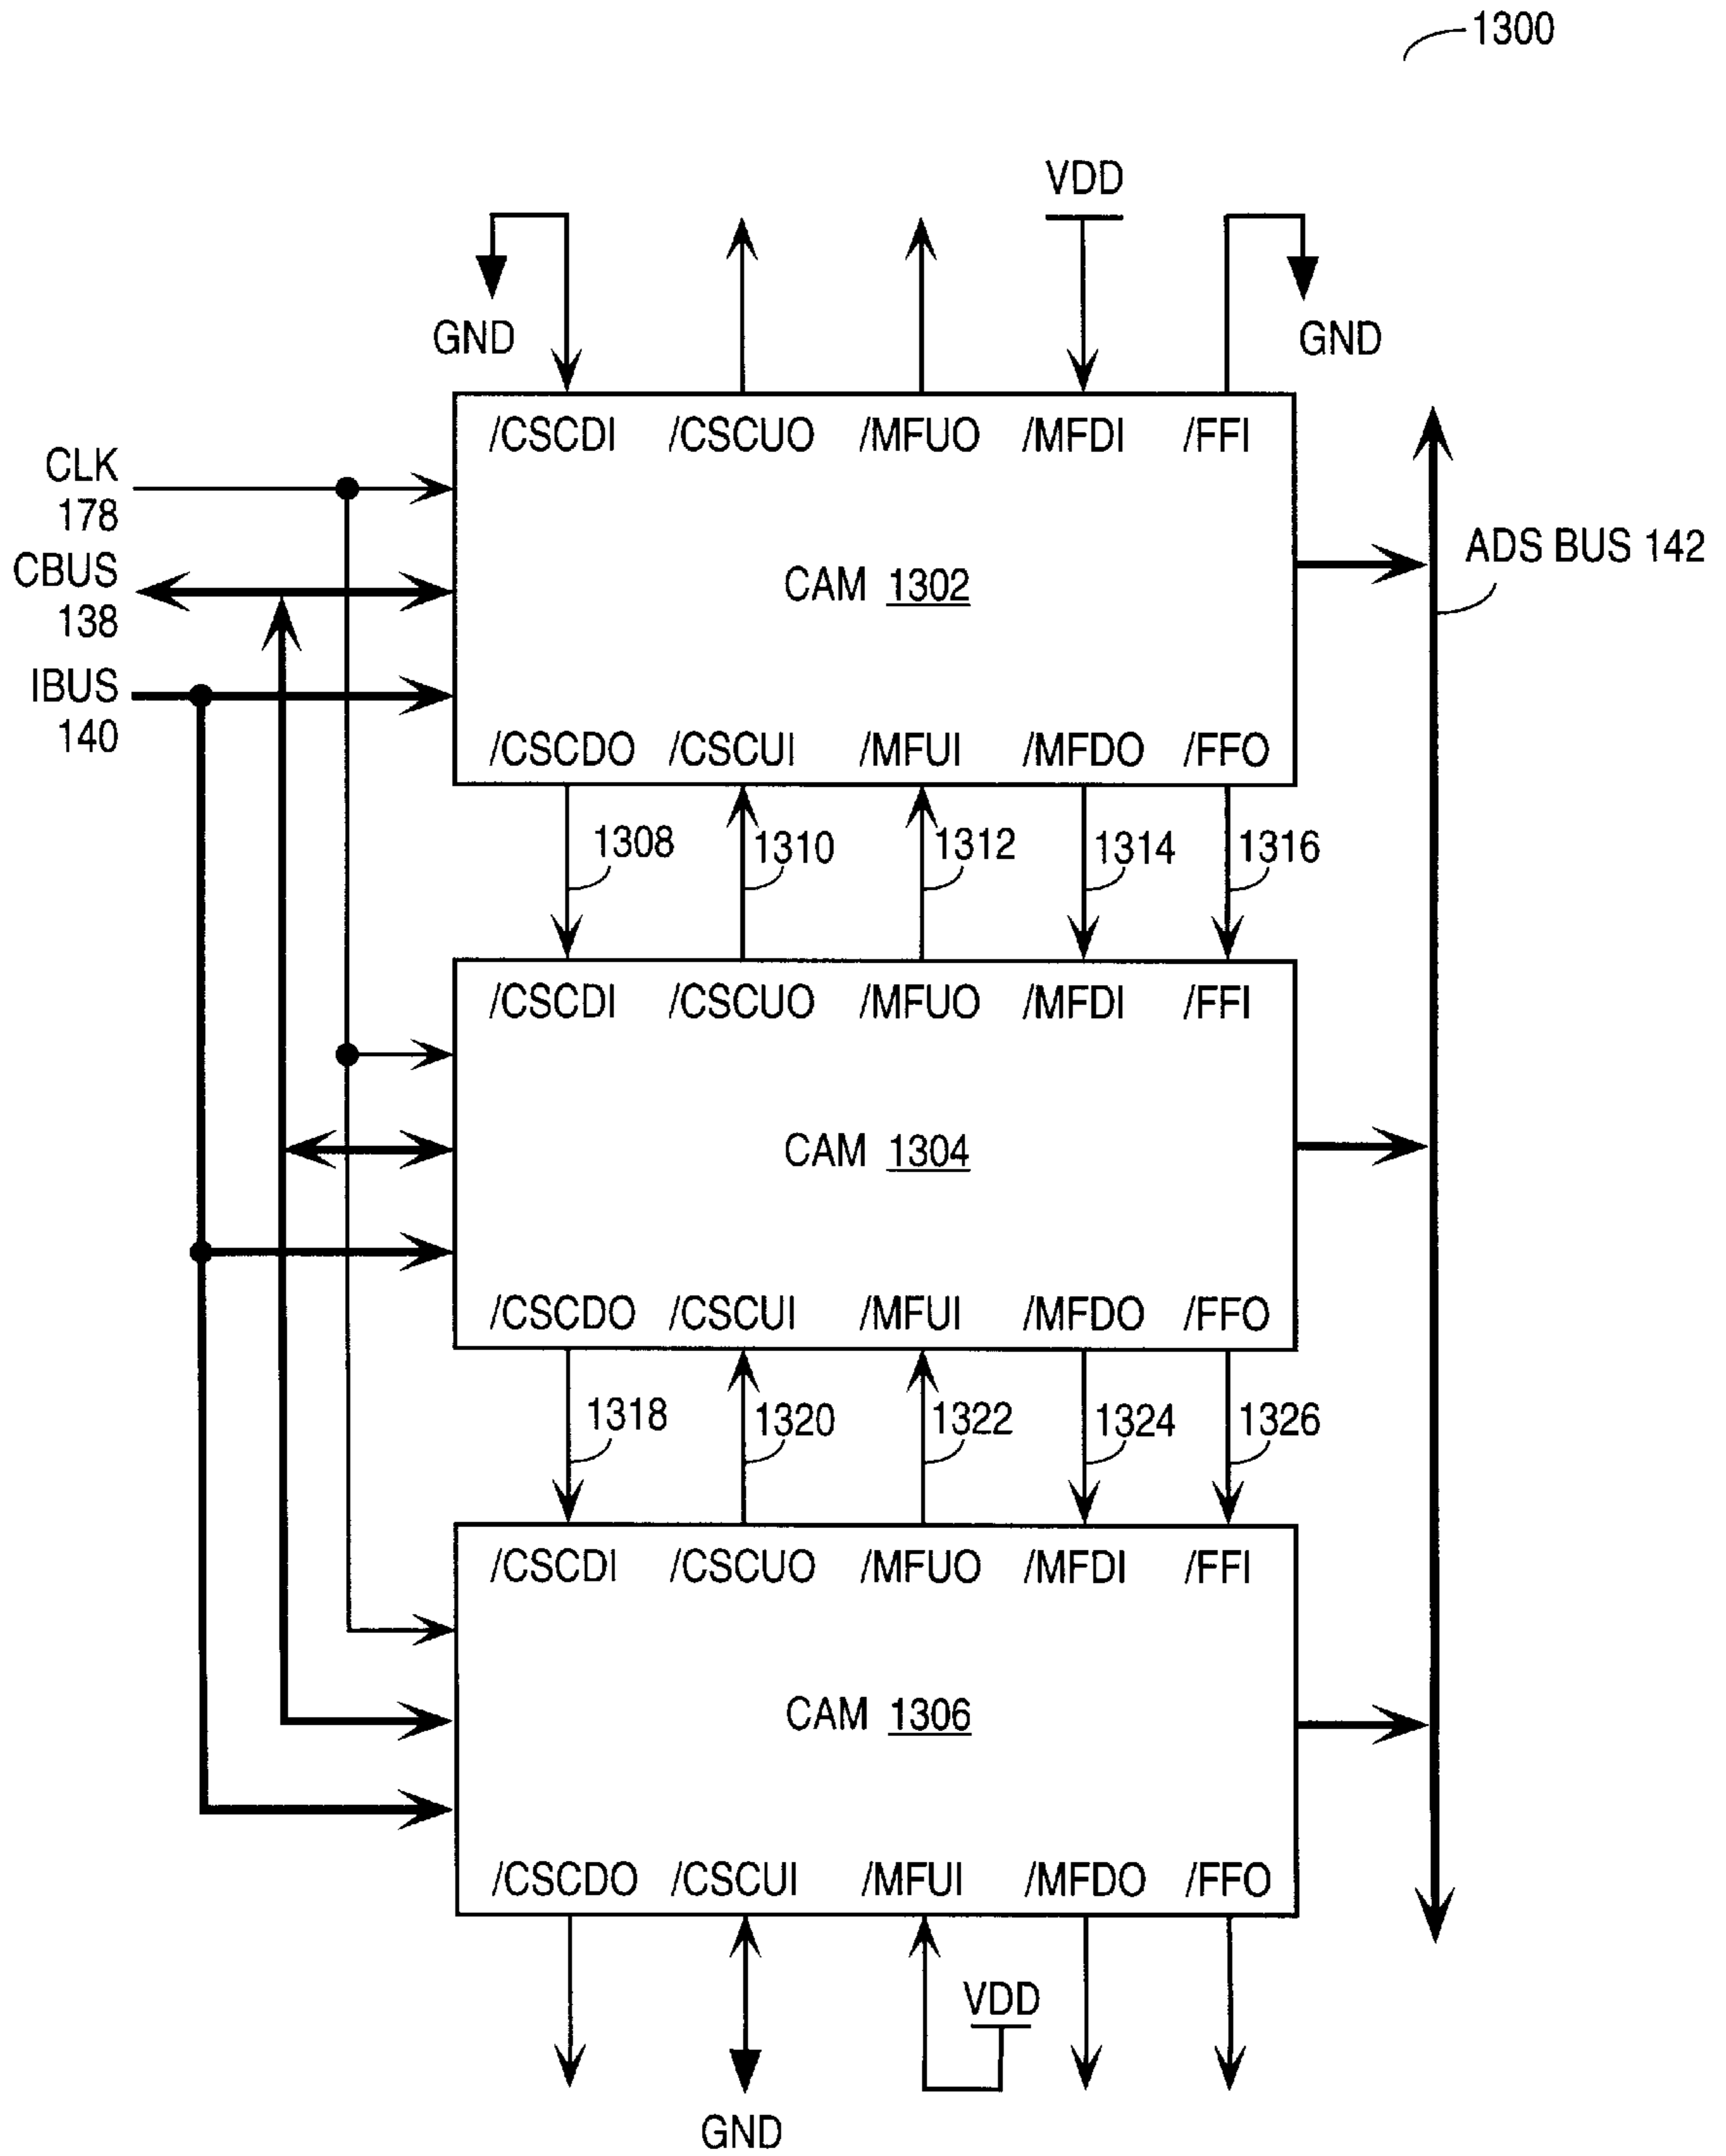 1300
VDD
GND
GND
/CSCDI /CSCUO /MFUO /MFDI /FFI
CLK
178
CBUS
138
IBUS
140
CAM 1302
ADS BUS 142
/CSCDO /CSCUI /MFUI /MFDO /FFO
1308 1310 1312 1314 1316
/CSCDI /CSCUO /MFUO /MFDI /FFI
CAM 1304
/CSCDO /CSCUI /MFUI /MFDO /FFO
1318 1320 1322 1324 1326
/CSCDI /CSCUO /MFUO /MFDI /FFI
CAM 1306
/CSCDO /CSCUI /MFUI /MFDO /FFO
VDD
GND